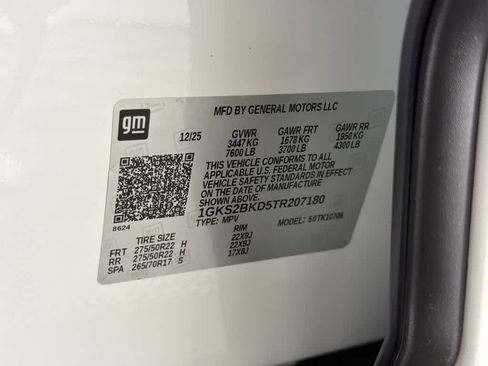 MFD BY GENERAL MOTORS LLC
gm
12/25 GVWR GAWR FRT GAWR RR
3447 KG 1678 KG 1950 KG
7600 LB 3700 LB 4300 LB
THIS VEHICLE CONFORMS TO ALL
APPLICABLE U.S. FEDERAL MOTOR
VEHICLE SAFETY STANDARDS IN EFFECT
ON THE DATE OF MANUFACTURE
1GKS2BKD5TR207180
TYPE: MPV MODEL:
8624
TIRE SIZE RIM
FRT 275/50R22 H 22X9J
RR 275/50R22 H 22X9J
SPA 265/70R17 S 17X8J